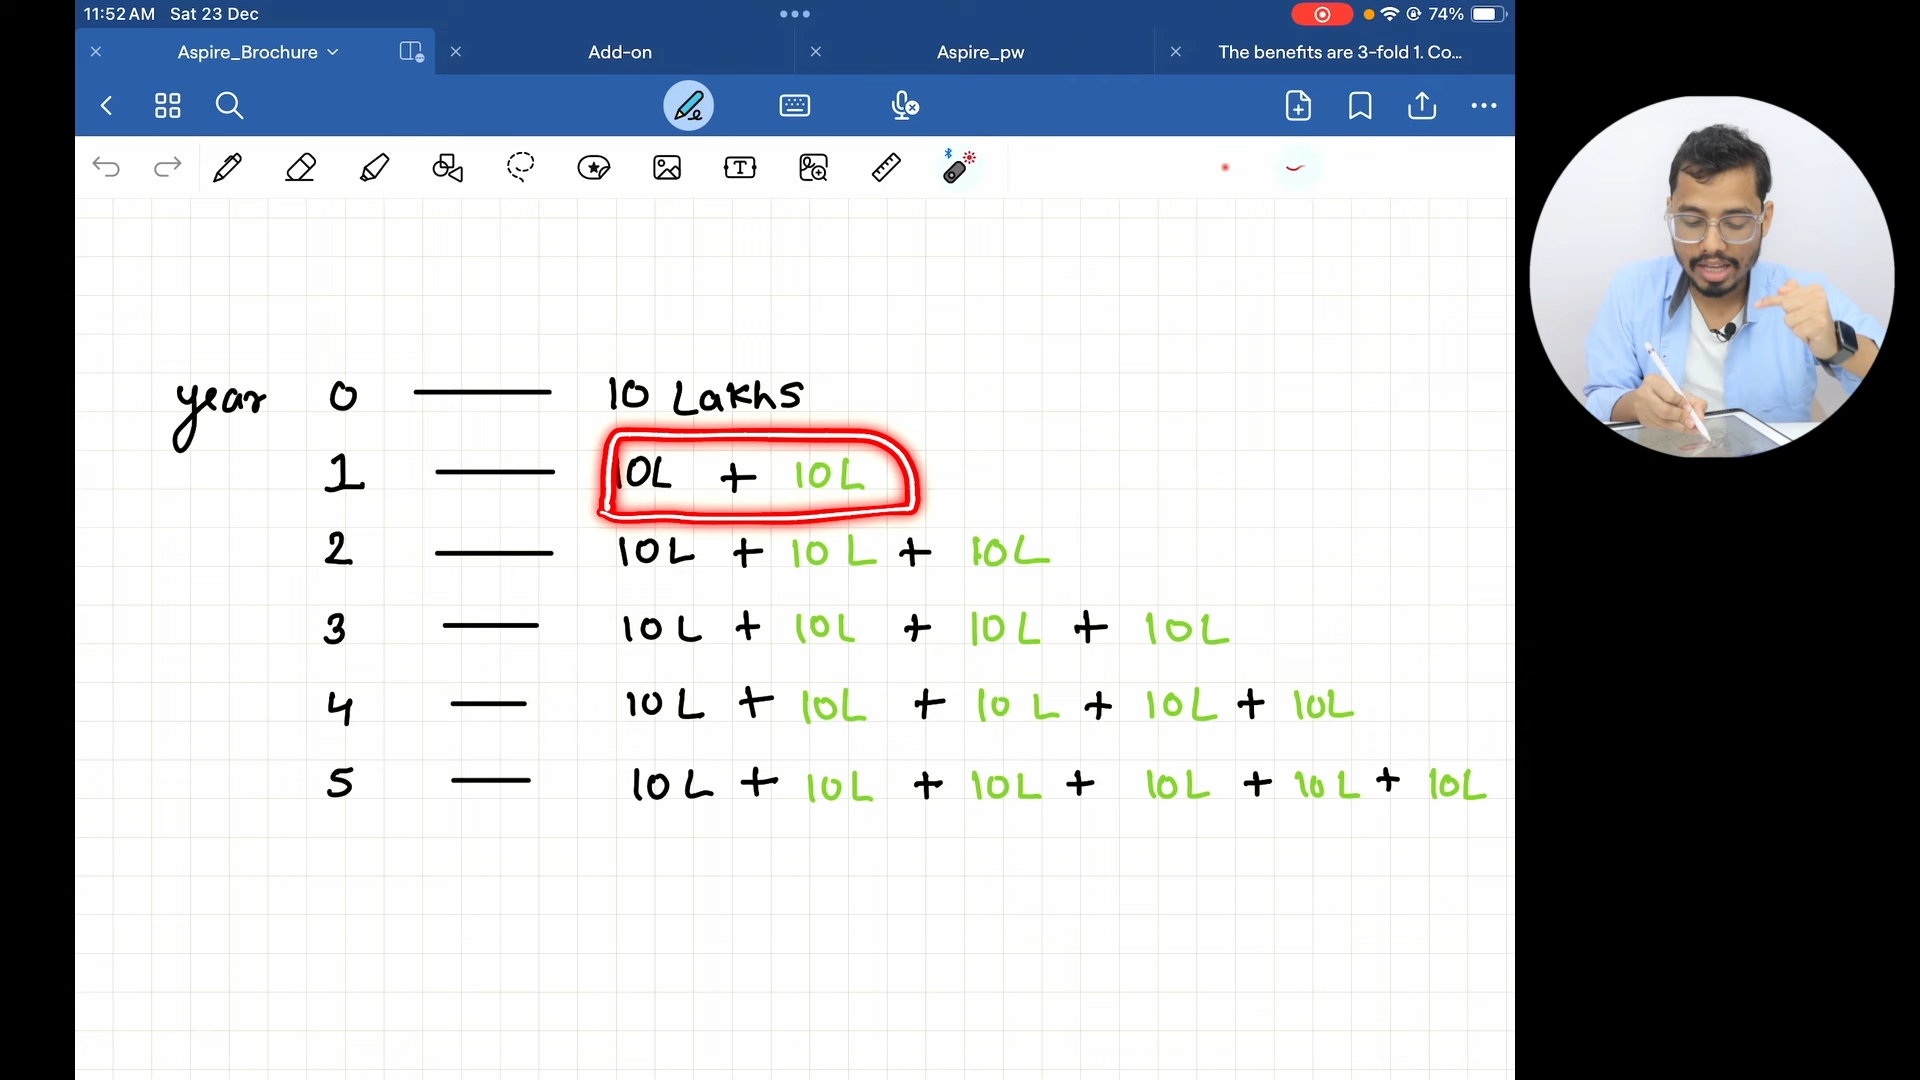 11:52 AM Sat 23 Dec 74%
Aspire_Brochure Add-on Aspire_pw The benefits are 3-fold 1. Co...
year 0 — 10 Lakhs
1 — 10L + 10L
2 — 10L + 10L + 10L
3 — 10L + 10L + 10L + 10L
4 — 10L + 10L + 10L + 10L + 10L
5 — 10L + 10L + 10L + 10L + 10L + 10L